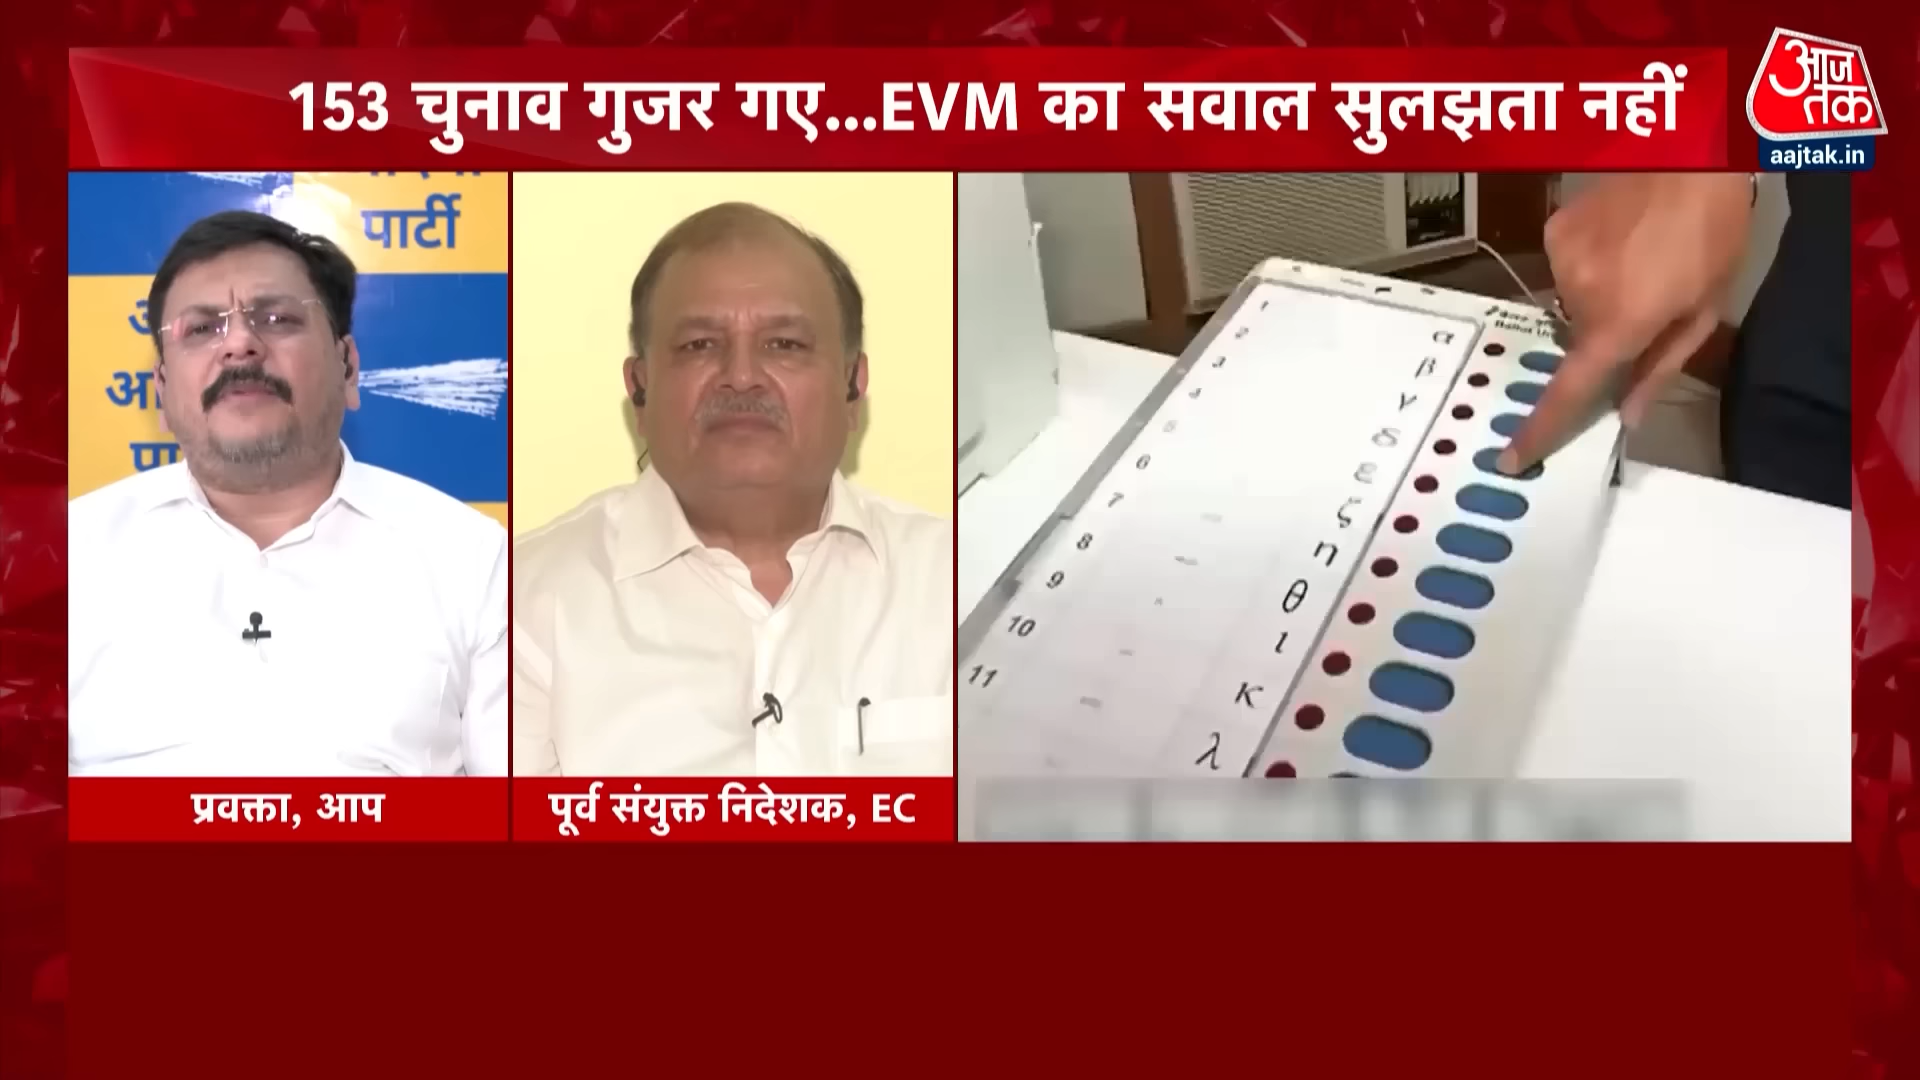 153 चुनाव गुजर गए...EVM का सवाल सुलझता नहीं
आज
तक
aajtak.in
पार्टी
प्रवक्ता, आप
पूर्व संयुक्त निदेशक, EC
1
2
3
4
5
6
7
8
9
10
11
α
β
γ
δ
ε
ζ
η
θ
ι
κ
λ